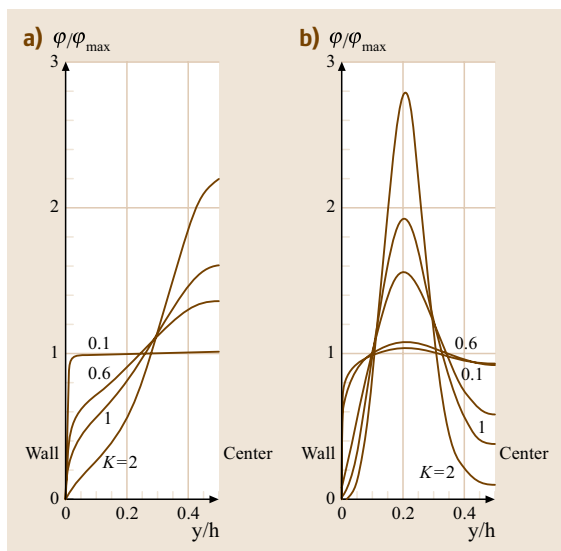 a) φ/φmax
3
2
1
0
0.1
0.6
1
K=2
Wall
Center
0 0.2 0.4
y/h
b) φ/φmax
3
2
1
0
0.6
0.1
1
K=2
Wall
Center
0 0.2 0.4
y/h